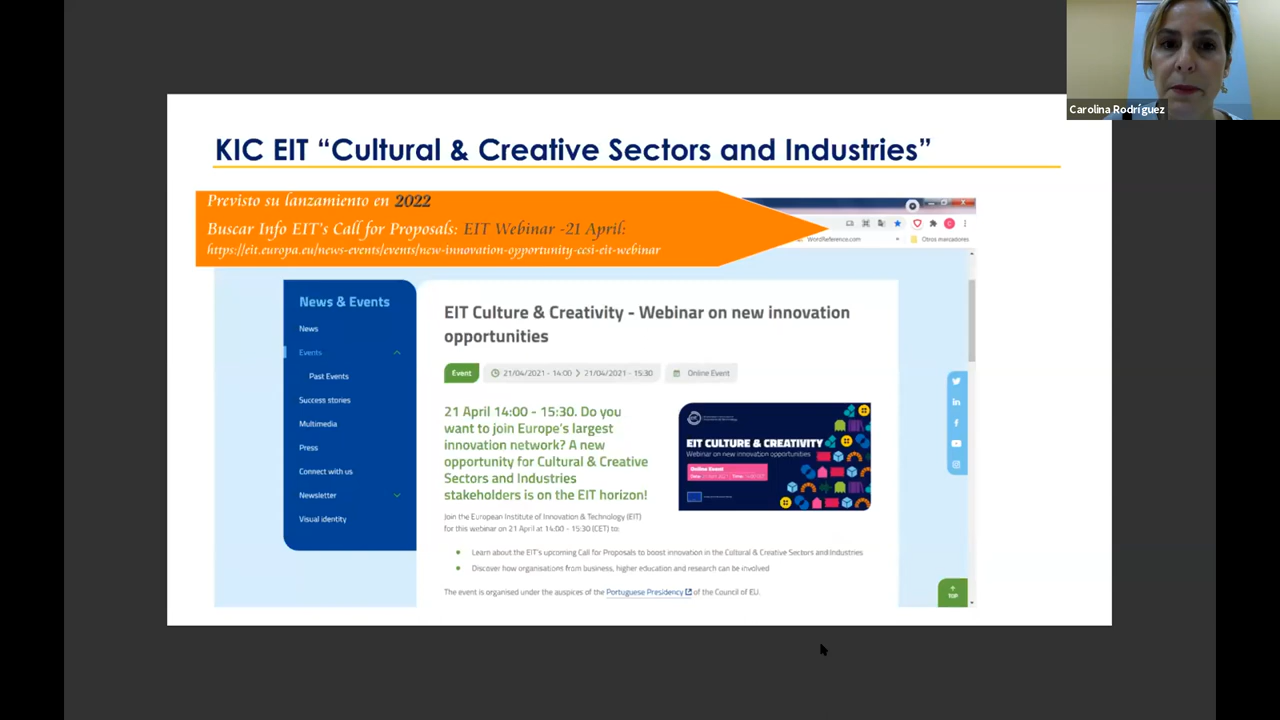 Carolina Rodríguez
KIC EIT “Cultural & Creative Sectors and Industries”
Previsto su lanzamiento en 2022
Buscar Info EIT's Call for Proposals: EIT Webinar -21 April:
https://eit.europa.eu/news-events/events/new-innovation-opportunity-ccsi-eit-webinar
WordReference.com
Otros marcadores
News & Events
News
Events
Past Events
Success stories
Multimedia
Press
Connect with us
Newsletter
Visual identity
EIT Culture & Creativity - Webinar on new innovation
opportunities
Event
21/04/2021 - 14:00 > 21/04/2021 - 15:30
Online Event
21 April 14:00 - 15:30. Do you
want to join Europe's largest
innovation network? A new
opportunity for Cultural & Creative
Sectors and Industries
stakeholders is on the EIT horizon!
EIT CULTURE & CREATIVITY
Webinar on new innovation opportunities
Online Event
Join the European Institute of Innovation & Technology (EIT)
for this webinar on 21 April at 14:00 - 15:30 (CET) to:
Learn about the EIT's upcoming Call for Proposals to boost innovation in the Cultural & Creative Sectors and Industries
Discover how organisations from business, higher education and research can be involved
The event is organised under the auspices of the Portuguese Presidency of the Council of EU.
TOP